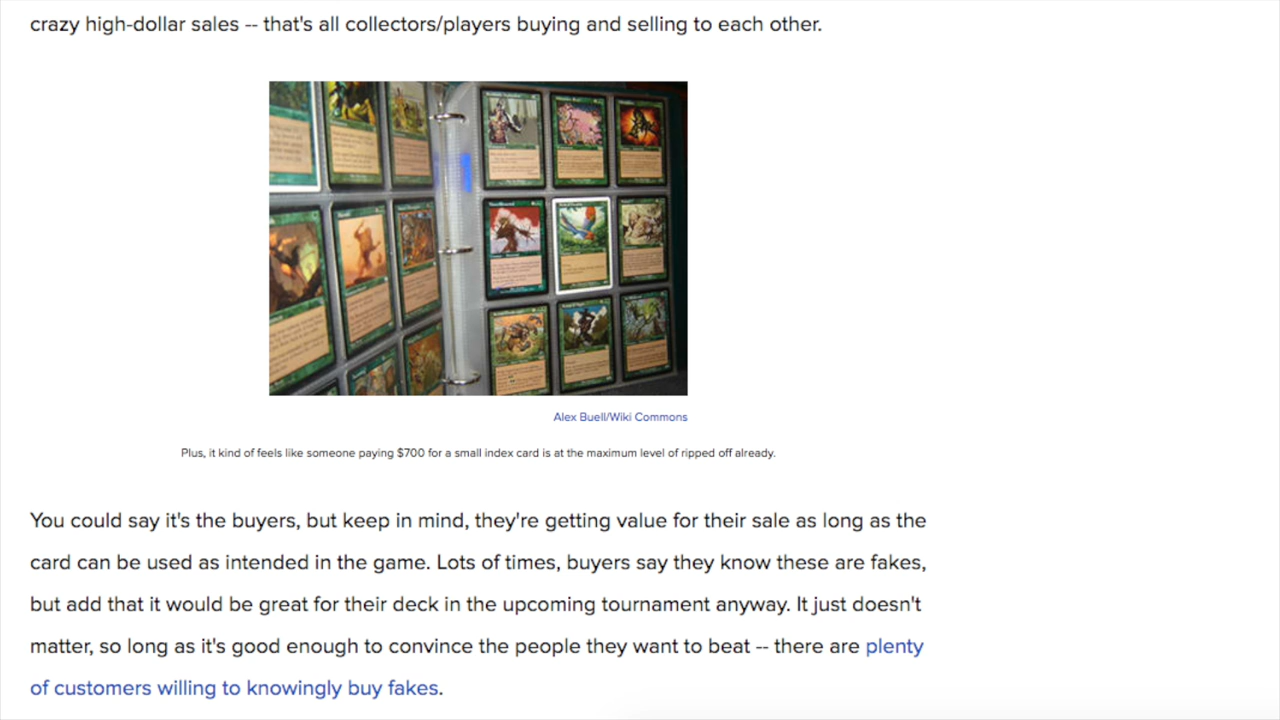 crazy high-dollar sales -- that's all collectors/players buying and selling to each other.
Alex Buell/Wiki Commons
Plus, it kind of feels like someone paying $700 for a small index card is at the maximum level of ripped off already.
You could say it's the buyers, but keep in mind, they're getting value for their sale as long as the
card can be used as intended in the game. Lots of times, buyers say they know these are fakes,
but add that it would be great for their deck in the upcoming tournament anyway. It just doesn't
matter, so long as it's good enough to convince the people they want to beat -- there are plenty
of customers willing to knowingly buy fakes.